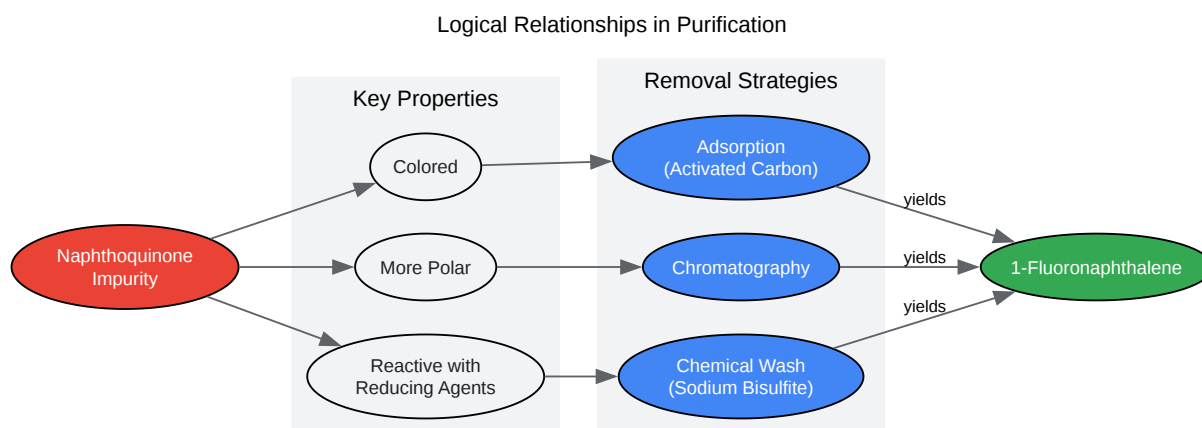 Logical Relationships in Purification
Key Properties
Removal Strategies
Naphthoquinone
Impurity
Colored
More Polar
Reactive with
Reducing Agents
Adsorption
(Activated Carbon)
Chromatography
Chemical Wash
(Sodium Bisulfite)
yields
yields
yields
1-Fluoronaphthalene